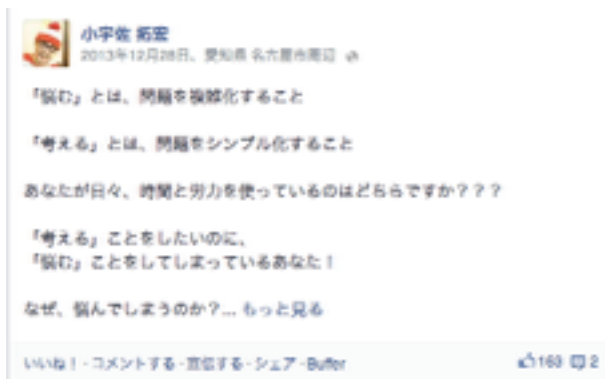 小宇佐 拓宏
2013年12月28日、愛知県 名古屋市周辺
「悩む」とは、問題を複雑化すること
「考える」とは、問題をシンプル化すること
あなたが日々、時間と労力を使っているのはどちらですか???
「考える」ことをしたいのに、
「悩む」ことをしてしまっているあなた!
なぜ、悩んでしまうのか?... もっと見る
いいね! · コメントする · 宣伝する · シェア · Buffer
163 2